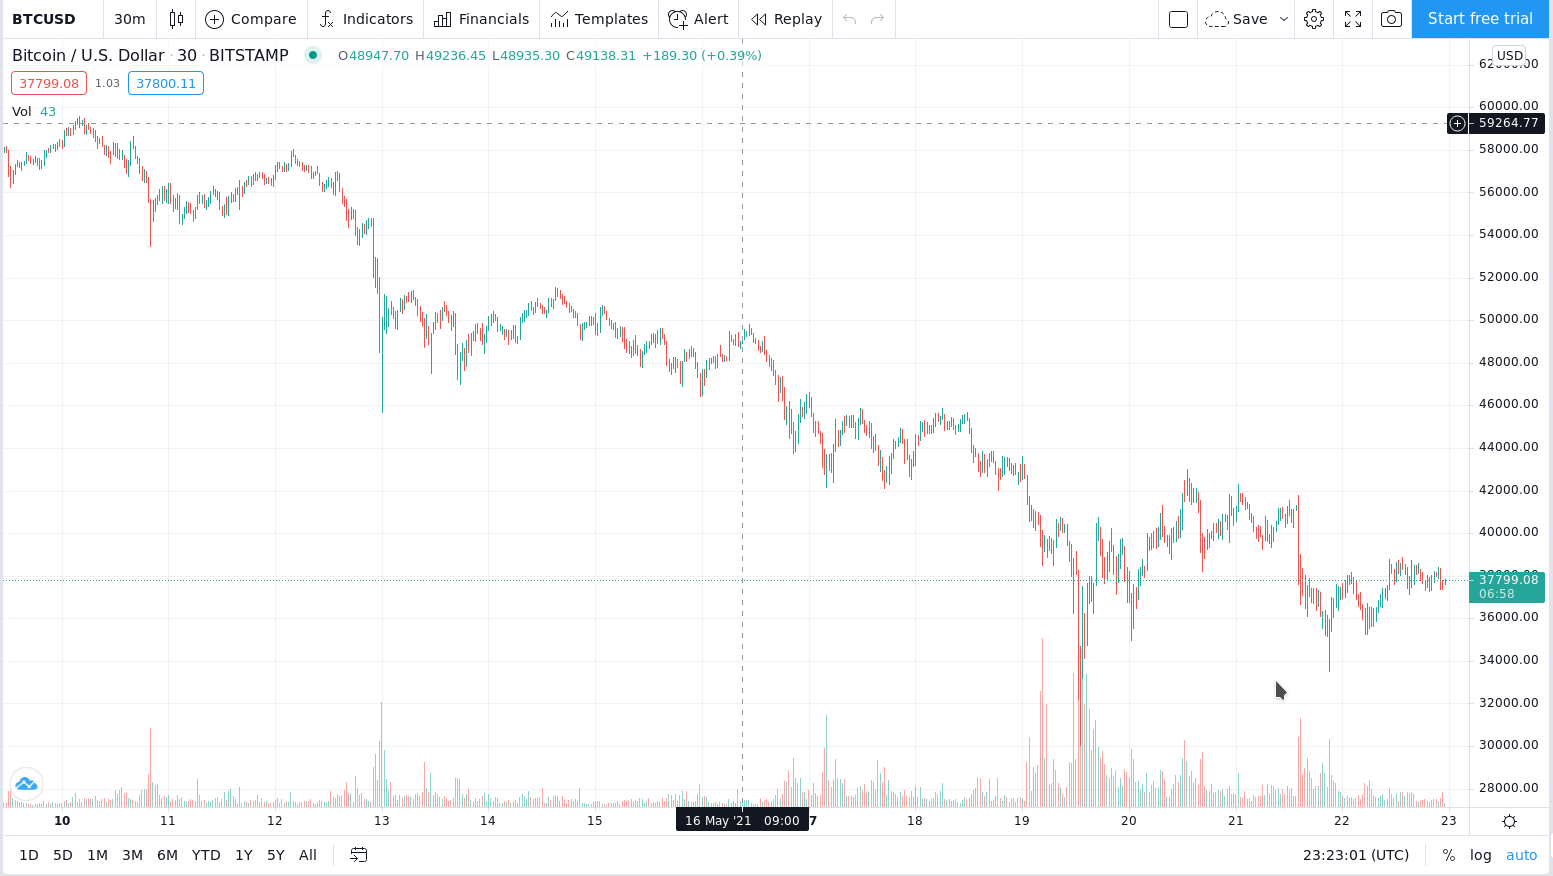 BTCUSD 30m Compare Indicators Financials Templates Alert Replay Save Start free trial
Bitcoin / U.S. Dollar · 30 · BITSTAMP O48947.70 H49236.45 L48935.30 C49138.31 +189.30 (+0.39%)
USD
37799.08 1.03 37800.11
Vol 43
60000.00
59264.77
58000.00
56000.00
54000.00
52000.00
50000.00
48000.00
46000.00
44000.00
42000.00
40000.00
37799.08
06:58
36000.00
34000.00
32000.00
30000.00
28000.00
10 11 12 13 14 15 16 May '21 09:00 7 18 19 20 21 22 23
1D 5D 1M 3M 6M YTD 1Y 5Y All 23:23:01 (UTC) % log auto